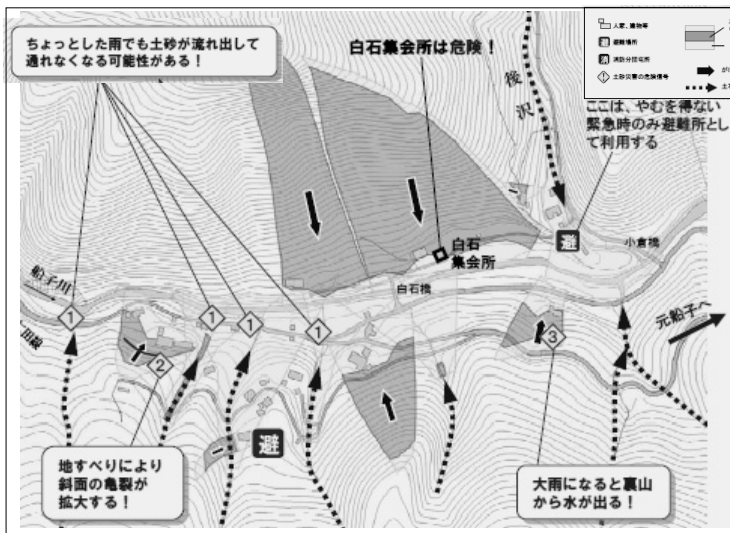 ちょっとした雨でも土砂が流れ出して
通れなくなる可能性がある！
白石集会所は危険！
人家、建物等
避 避難場所
消防分団屯所
土砂災害の危険信号
ここは、やむを得ない
緊急時のみ避難所とし
て利用する
後沢
白石
集会所
避
小倉橋
白石橋
船子川
元船子へ
1
1
1
1
2
3
避
地すべりにより
斜面の亀裂が
拡大する！
大雨になると裏山
から水が出る！